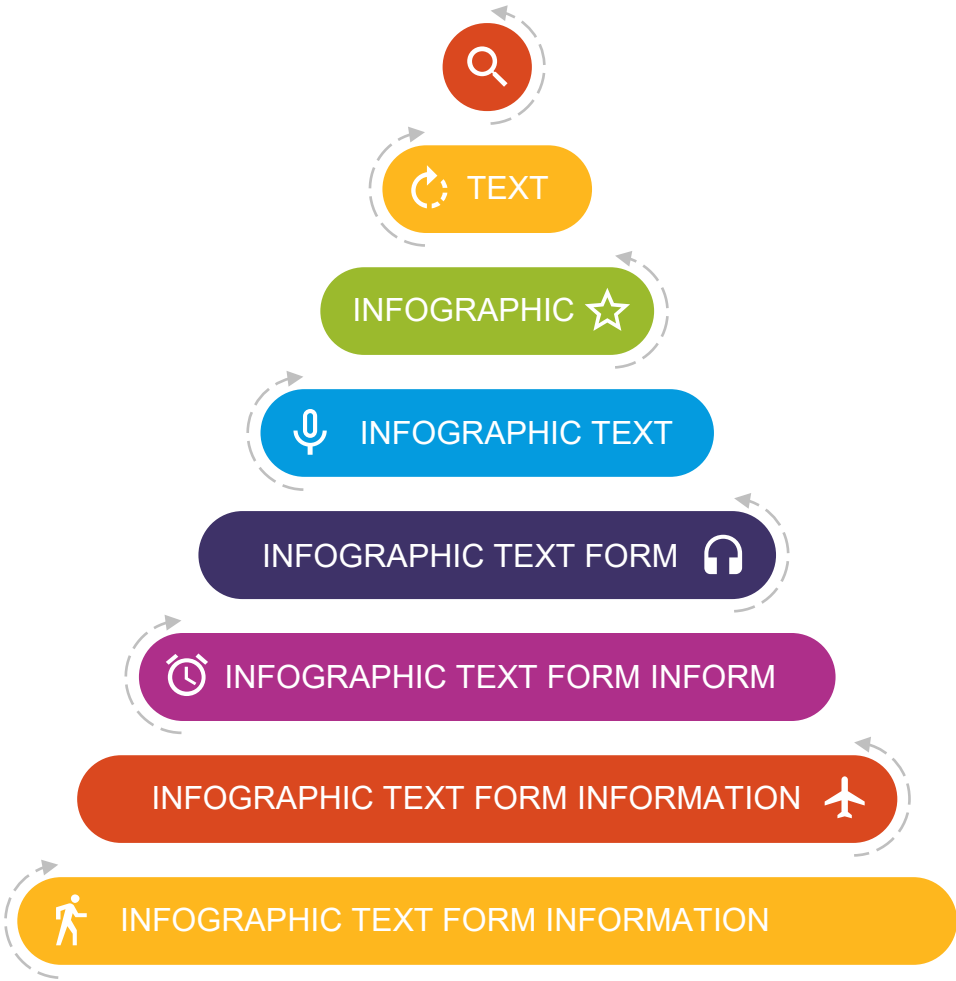 TEXT
INFOGRAPHIC
INFOGRAPHIC TEXT
INFOGRAPHIC TEXT FORM
INFOGRAPHIC TEXT FORM INFORM
INFOGRAPHIC TEXT FORM INFORMATION
INFOGRAPHIC TEXT FORM INFORMATION